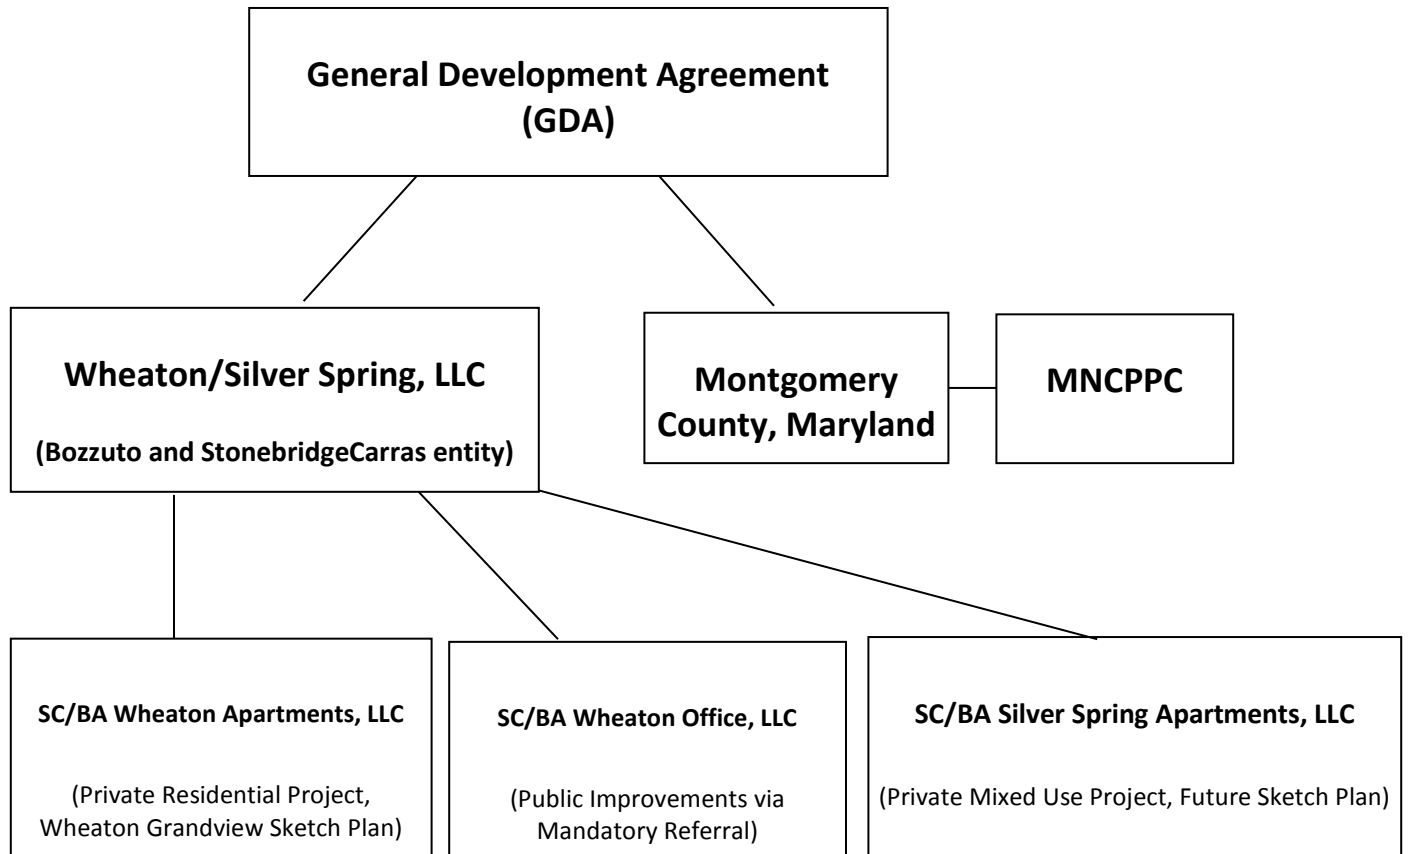 General Development Agreement
(GDA)
Wheaton/Silver Spring, LLC
(Bozzuto and StonebridgeCarras entity)
Montgomery
County, Maryland
MNCPPC
SC/BA Wheaton Apartments, LLC
(Private Residential Project,
Wheaton Grandview Sketch Plan)
SC/BA Wheaton Office, LLC
(Public Improvements via
Mandatory Referral)
SC/BA Silver Spring Apartments, LLC
(Private Mixed Use Project, Future Sketch Plan)